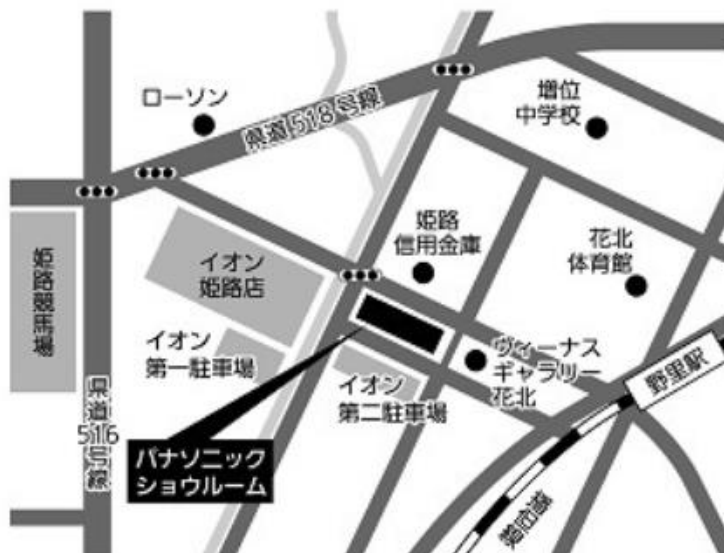 増位
中学校
ローソン
県道518号線
姫路
信用金庫
花北
体育館
イオン
姫路店
姫路競馬場
イオン
第一駐車場
ヴィーナス
ギャラリー
花北
野里駅
イオン
第二駐車場
県道
516
号線
パナソニック
ショウルーム
播但線